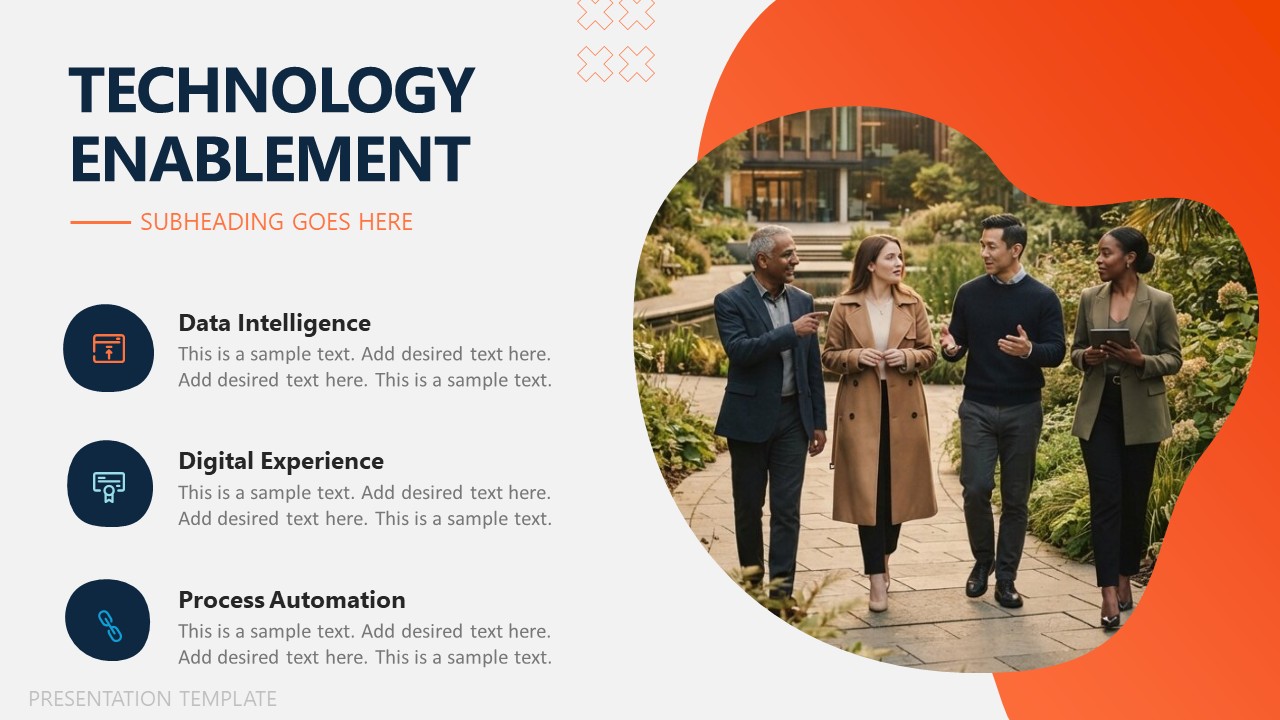 TECHNOLOGY
ENABLEMENT
SUBHEADING GOES HERE
Data Intelligence
This is a sample text. Add desired text here.
Add desired text here. This is a sample text.
Digital Experience
This is a sample text. Add desired text here.
Add desired text here. This is a sample text.
Process Automation
This is a sample text. Add desired text here.
Add desired text here. This is a sample text.
PRESENTATION TEMPLATE